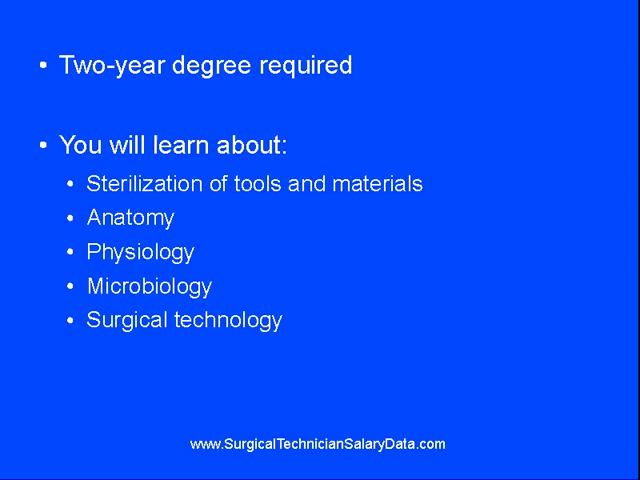 • Two-year degree required
• You will learn about:
• Sterilization of tools and materials
• Anatomy
• Physiology
• Microbiology
• Surgical technology
www.SurgicalTechnicianSalaryData.com